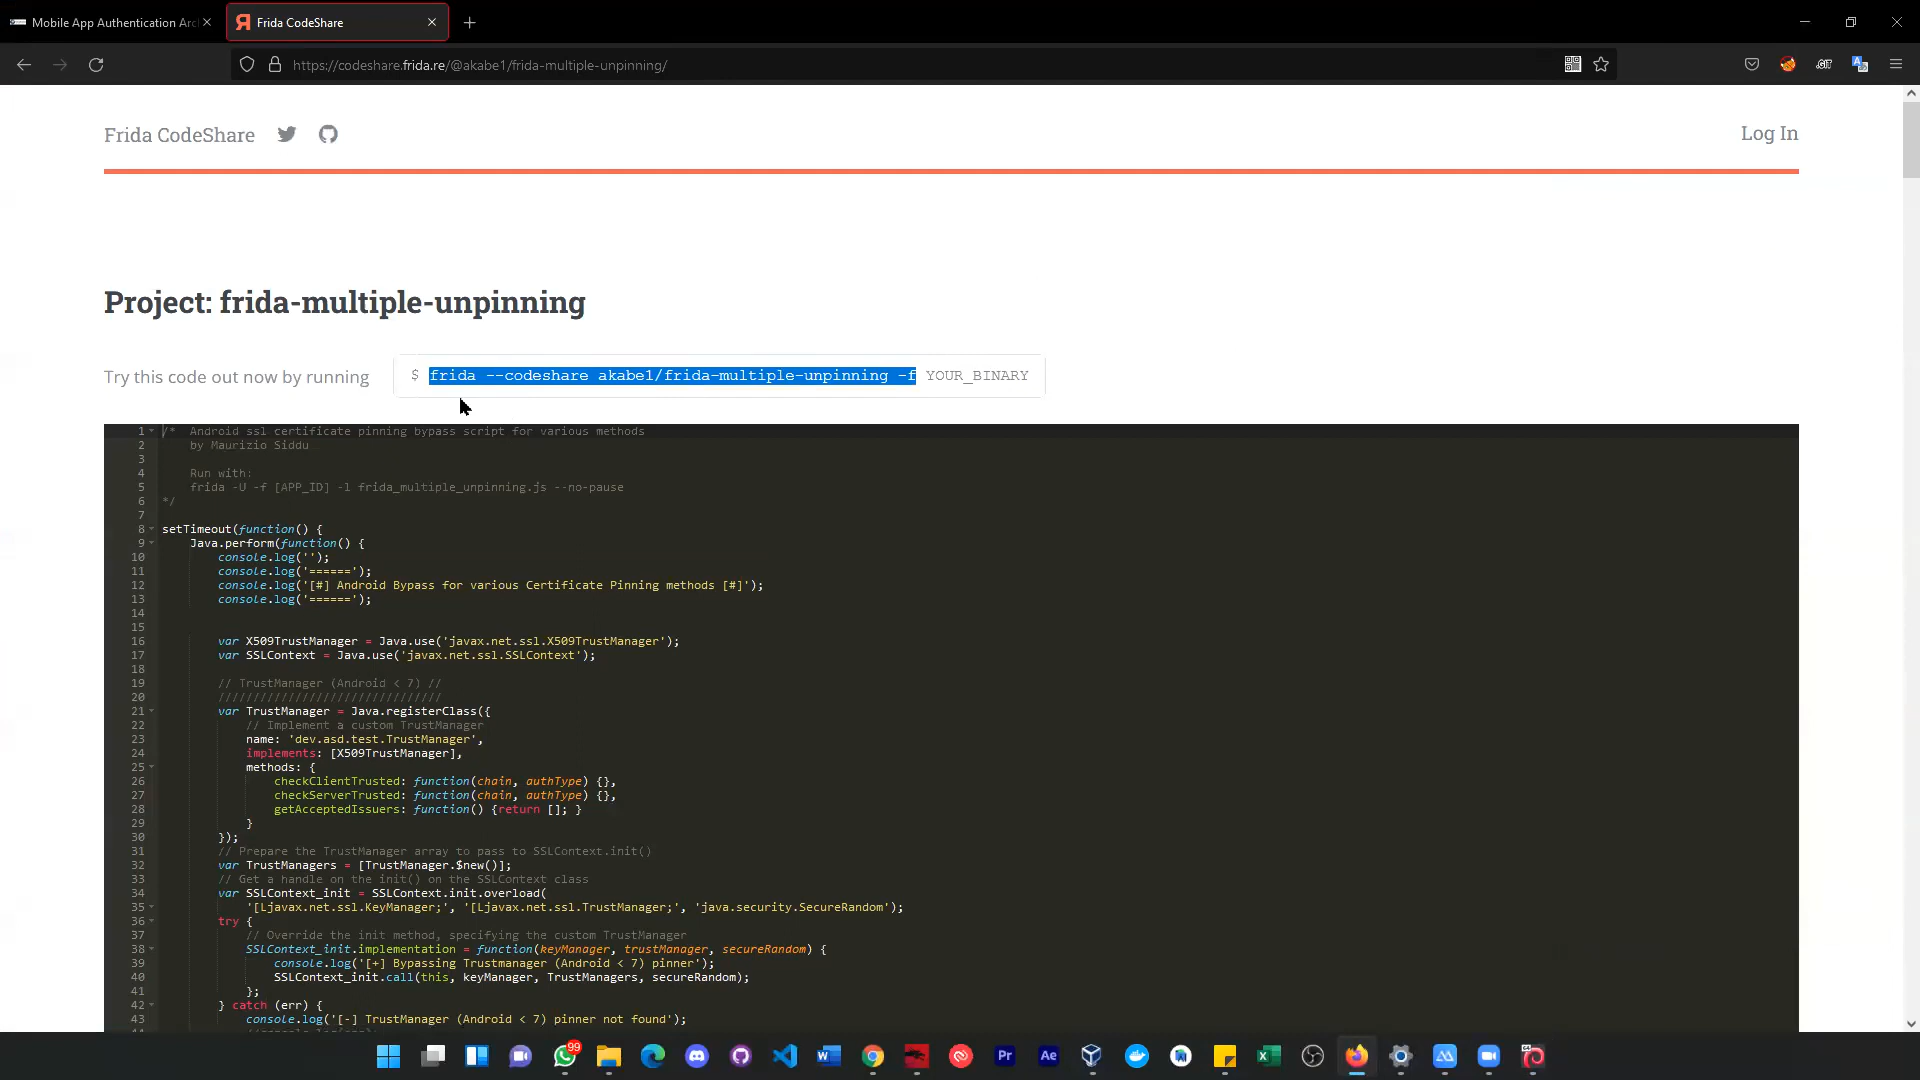 Mobile App Authentication Arc
Frida CodeShare
https://codeshare.frida.re/@akabe1/frida-multiple-unpinning/
.GIT
Frida CodeShare
Log In
Project: frida-multiple-unpinning
Try this code out now by running
$ frida --codeshare akabe1/frida-multiple-unpinning -f YOUR_BINARY
1 /*  Android ssl certificate pinning bypass script for various methods
2     by Maurizio Siddu
3
4     Run with:
5     frida -U -f [APP_ID] -l frida_multiple_unpinning.js --no-pause
6 */
7
8 setTimeout(function() {
9     Java.perform(function() {
10         console.log('');
11         console.log('======');
12         console.log('[#] Android Bypass for various Certificate Pinning methods [#]');
13         console.log('======');
14
15
16         var X509TrustManager = Java.use('javax.net.ssl.X509TrustManager');
17         var SSLContext = Java.use('javax.net.ssl.SSLContext');
18
19         // TrustManager (Android < 7) //
20         ////////////////////////////////
21         var TrustManager = Java.registerClass({
22             // Implement a custom TrustManager
23             name: 'dev.asd.test.TrustManager',
24             implements: [X509TrustManager],
25             methods: {
26                 checkClientTrusted: function(chain, authType) {},
27                 checkServerTrusted: function(chain, authType) {},
28                 getAcceptedIssuers: function() {return []; }
29             }
30         });
31         // Prepare the TrustManager array to pass to SSLContext.init()
32         var TrustManagers = [TrustManager.$new()];
33         // Get a handle on the init() on the SSLContext class
34         var SSLContext_init = SSLContext.init.overload(
35         '[Ljavax.net.ssl.KeyManager;', '[Ljavax.net.ssl.TrustManager;', 'java.security.SecureRandom');
36         try {
37             // Override the init method, specifying the custom TrustManager
38             SSLContext_init.implementation = function(keyManager, trustManager, secureRandom) {
39                 console.log('[+] Bypassing Trustmanager (Android < 7) pinner');
40                 SSLContext_init.call(this, keyManager, TrustManagers, secureRandom);
41             };
42         } catch (err) {
43             console.log('[-] TrustManager (Android < 7) pinner not found');
99
Pr
Ae